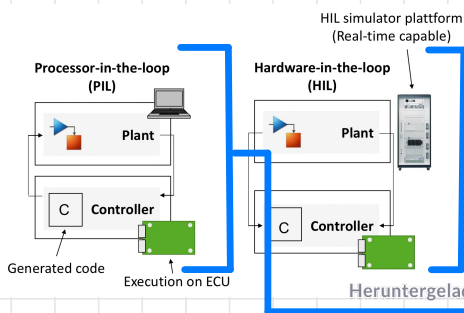 HIL simulator plattform
(Real-time capable)
Processor-in-the-loop
(PIL)
Hardware-in-the-loop
(HIL)
Plant
Plant
C
Controller
C
Controller
Generated code
Execution on ECU